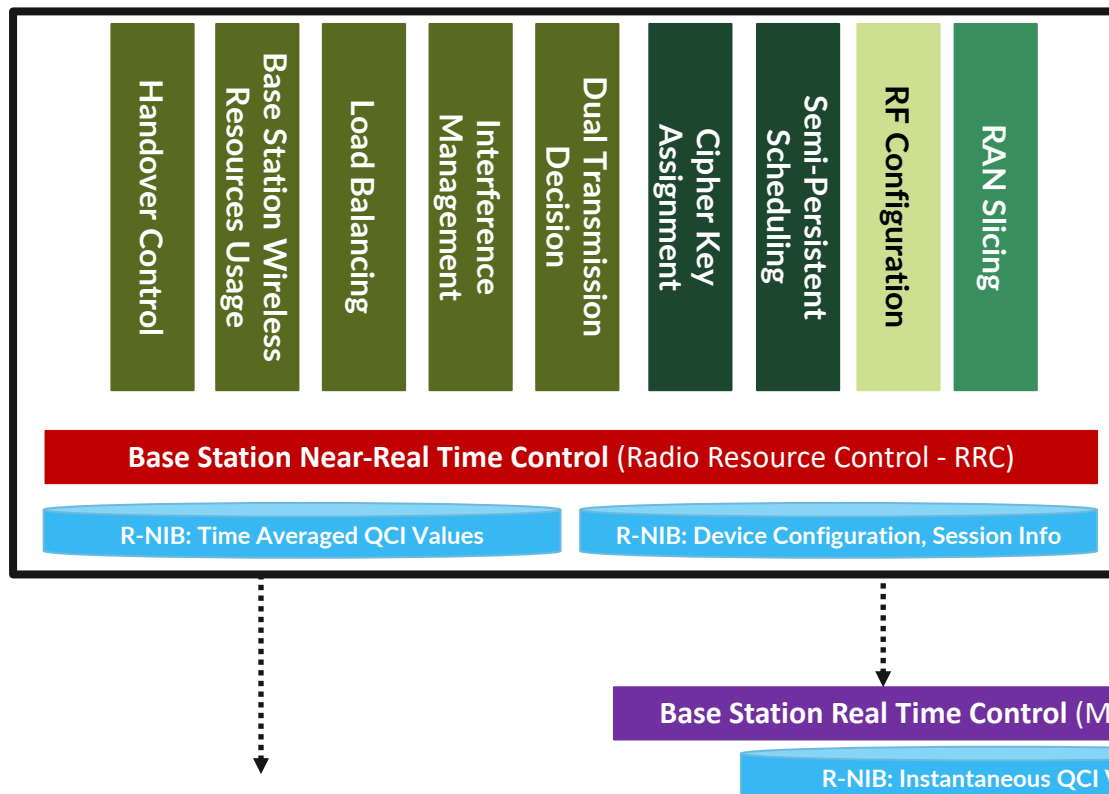 Handover Control
Base Station Wireless
Resources Usage
Load Balancing
Interference
Management
Dual Transmission
Decision
Cipher Key
Assignment
Semi-Persistent
Scheduling
RF Configuration
RAN Slicing
Base Station Near-Real Time Control (Radio Resource Control - RRC)
R-NIB: Time Averaged QCI Values
R-NIB: Device Configuration, Session Info
Base Station Real Time Control (M
R-NIB: Instantaneous QCI V